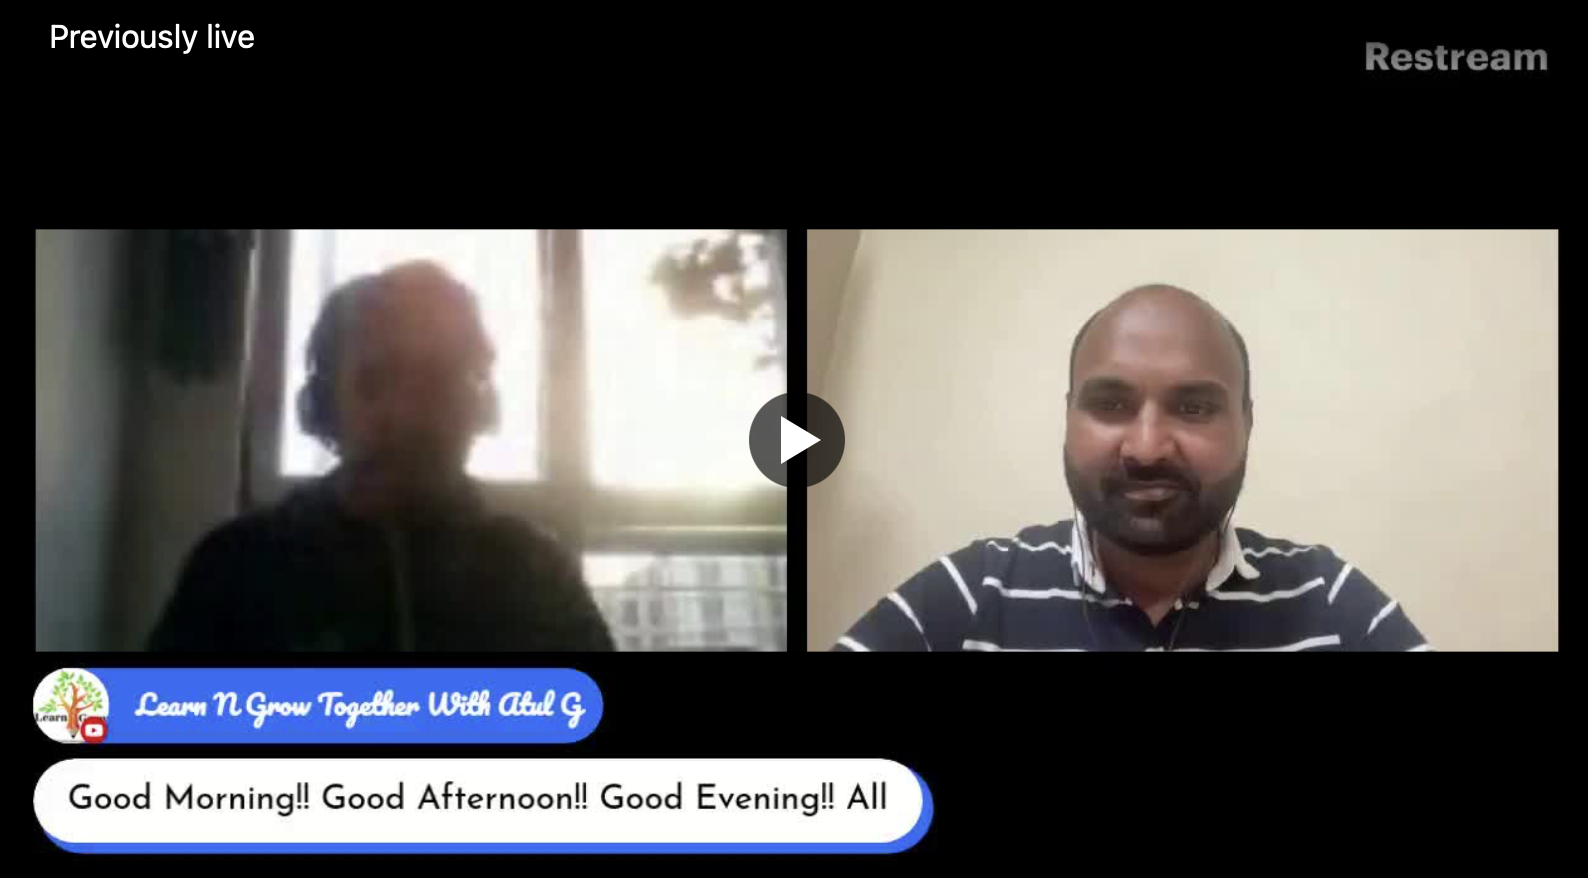 Previously live
Restream
Learn N Grow Together With Atul G
Good Morning!! Good Afternoon!! Good Evening!! All